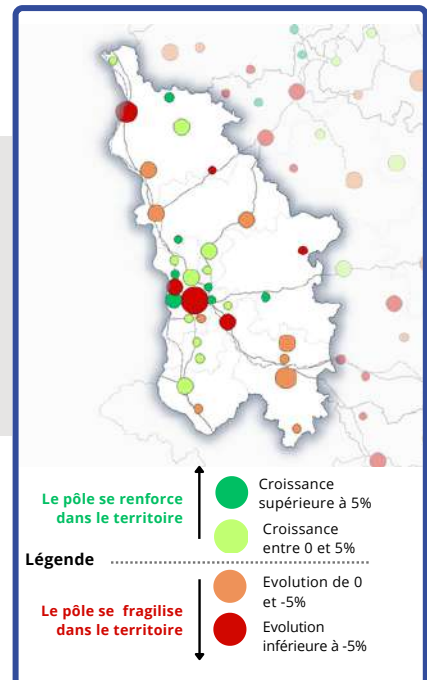 Le pôle se renforce
dans le territoire
Croissance
supérieure à 5%
Croissance
entre 0 et 5%
Légende
Le pôle se fragilise
dans le territoire
Evolution de 0
et -5%
Evolution
inférieure à -5%